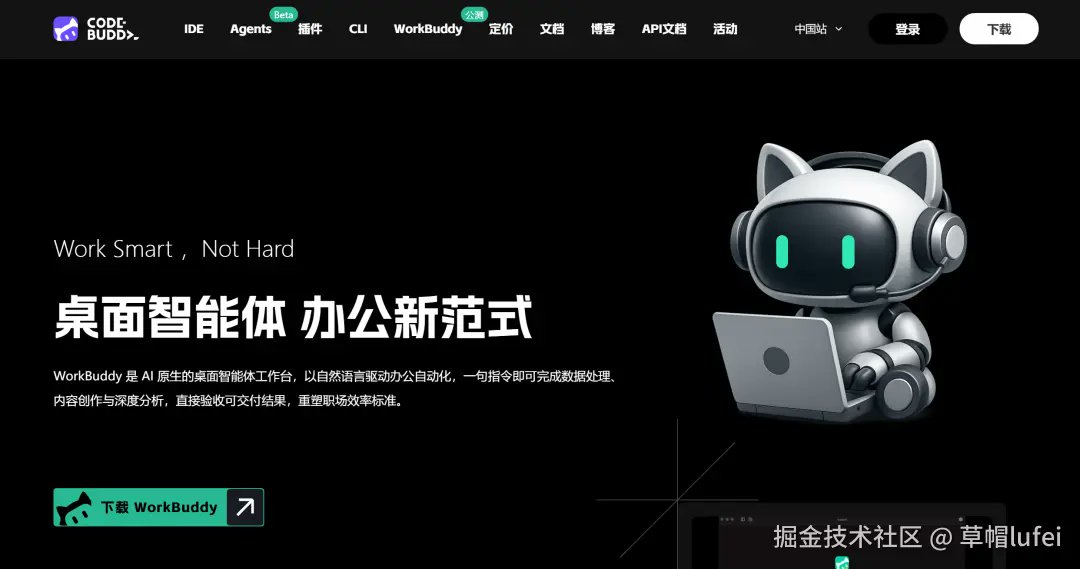 CODE-
BUDD>_
IDE
Agents
Beta
插件
CLI
WorkBuddy
公测
定价
文档
博客
API文档
活动
中国站
登录
下载
Work Smart ，Not Hard
桌面智能体 办公新范式
WorkBuddy 是 AI 原生的桌面智能体工作台，以自然语言驱动办公自动化，一句指令即可完成数据处理、
内容创作与深度分析，直接验收可交付结果，重塑职场效率标准。
下载 WorkBuddy
掘金技术社区 @ 草帽lufei